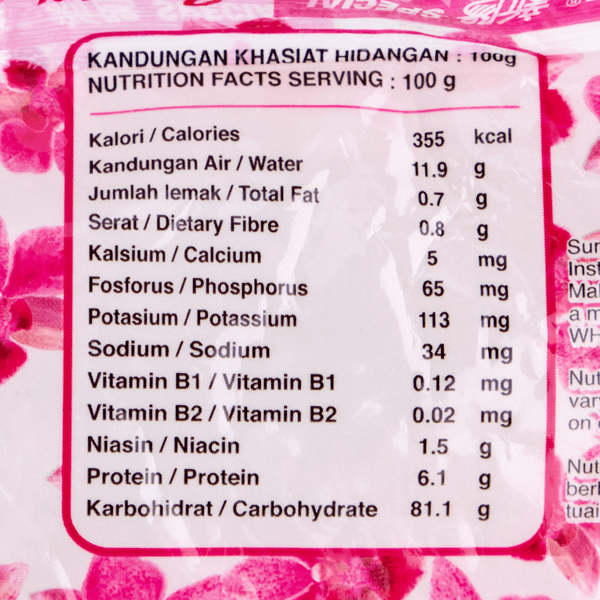 SPECIAL
KANDUNGAN KHASIAT HIDANGAN : 100g
NUTRITION FACTS SERVING : 100 g
Kalori / Calories 355 kcal
Kandungan Air / Water 11.9 g
Jumlah lemak / Total Fat 0.7 g
Serat / Dietary Fibre 0.8 g
Kalsium / Calcium 5 mg
Fosforus / Phosphorus 65 mg
Potasium / Potassium 113 mg
Sodium / Sodium 34 mg
Vitamin B1 / Vitamin B1 0.12 mg
Vitamin B2 / Vitamin B2 0.02 mg
Niasin / Niacin 1.5 g
Protein / Protein 6.1 g
Karbohidrat / Carbohydrate 81.1 g